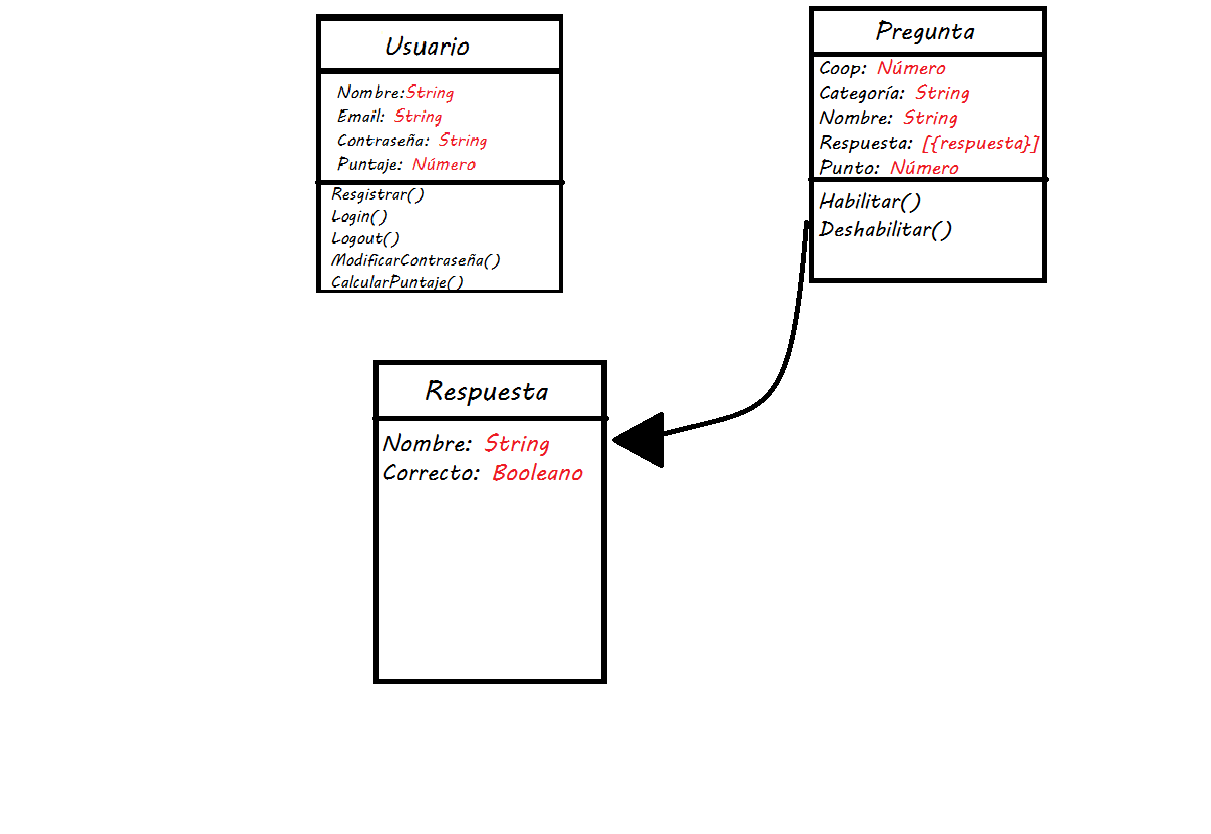 Usuario
Nombre:String
Email: String
Contraseña: String
Puntaje: Número
Resgistrar()
Login()
Logout()
ModificarContraseña()
CalcularPuntaje()
Pregunta
Coop: Número
Categoría: String
Nombre: String
Respuesta: [{respuesta}]
Punto: Número
Habilitar()
Deshabilitar()
Respuesta
Nombre: String
Correcto: Booleano